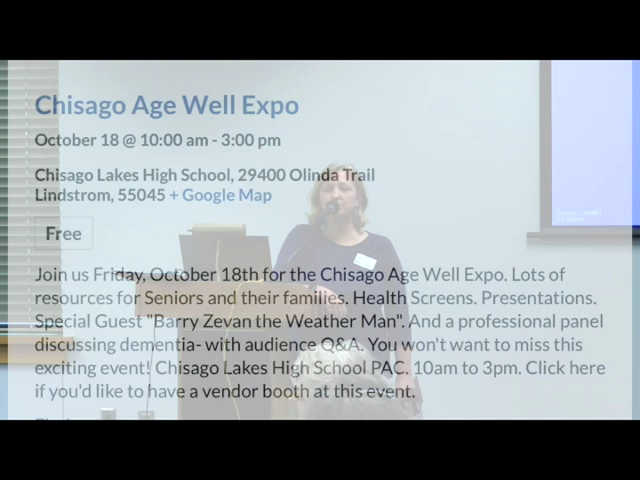 Chisago Age Well Expo
October 18 @ 10:00 am - 3:00 pm
Chisago Lakes High School, 29400 Olinda Trail
Lindstrom, 55045 + Google Map
Free
Join us Friday, October 18th for the Chisago Age Well Expo. Lots of
resources for Seniors and their families. Health Screens. Presentations.
Special Guest "Barry Zevan the Weather Man". And a professional panel
discussing dementia- with audience Q&A. You won't want to miss this
exciting event! Chisago Lakes High School PAC. 10am to 3pm. Click here
if you'd like to have a vendor booth at this event.